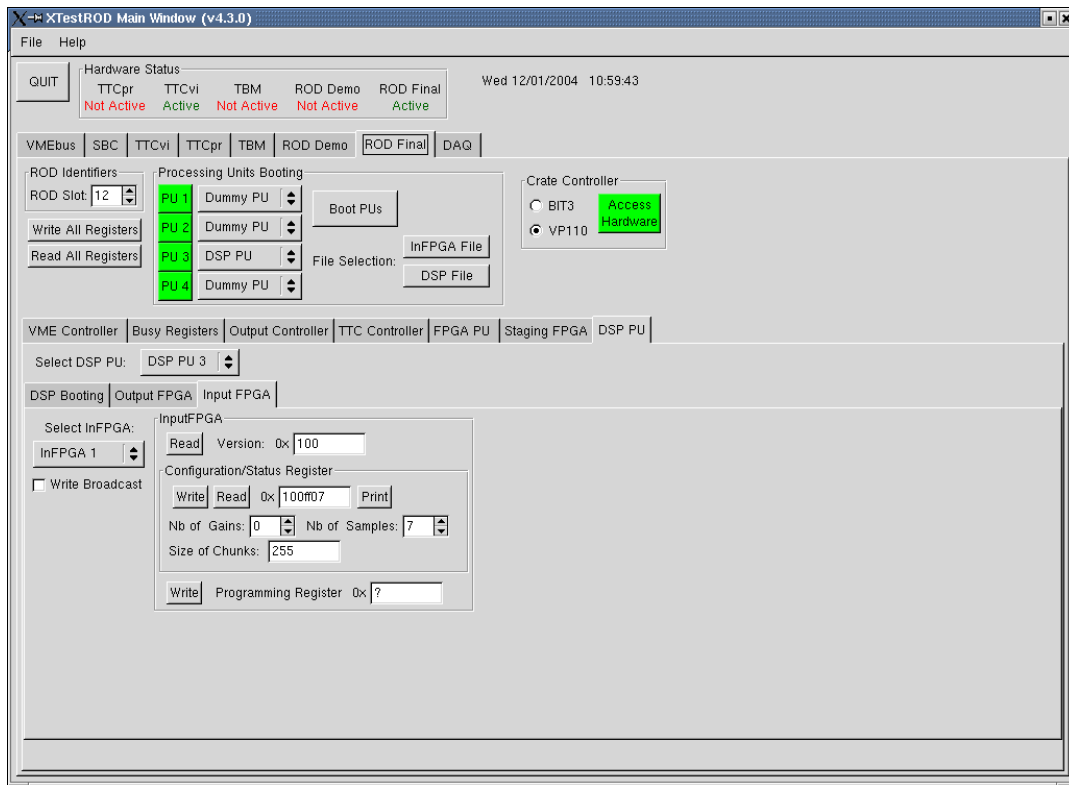 XTestROD Main Window (v4.3.0)
File Help
QUIT
Hardware Status
TTCpr TTCvi TBM ROD Demo ROD Final
Not Active Active Not Active Not Active Active
Wed 12/01/2004 10:59:43
VMEbus SBC TTCvi TTCpr TBM ROD Demo ROD Final DAQ
ROD Identifiers
ROD Slot: 12
Write All Registers
Read All Registers
Processing Units Booting
PU 1 Dummy PU
PU 2 Dummy PU
PU 3 DSP PU
PU 4 Dummy PU
Boot PUs
File Selection:
InFPGA File
DSP File
Crate Controller
BIT3
VP110
Access
Hardware
VME Controller Busy Registers Output Controller TTC Controller FPGA PU Staging FPGA DSP PU
Select DSP PU: DSP PU 3
DSP Booting Output FPGA Input FPGA
Select InFPGA:
InFPGA 1
Write Broadcast
InputFPGA
Read Version: 0x 100
Configuration/Status Register
Write Read 0x 100ff07 Print
Nb of Gains: 0 Nb of Samples: 7
Size of Chunks: 255
Write Programming Register 0x ?